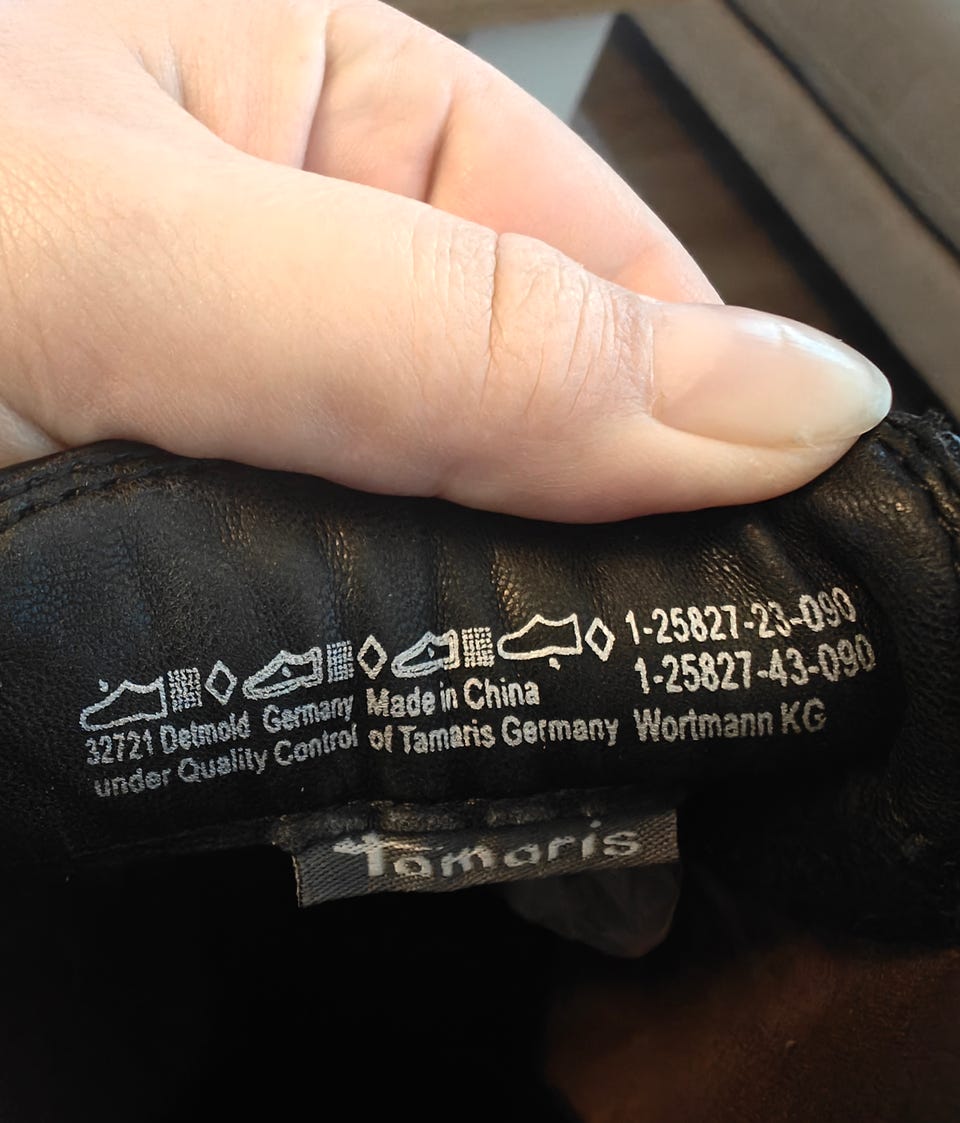 1-25827-23-090
1-25827-43-090
32721 Detmold Germany Made in China
under Quality Control of Tamaris Germany Wortmann KG
Tamaris